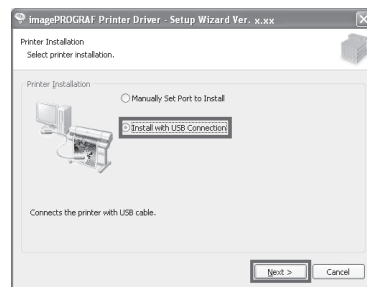 imagePROGRAF Printer Driver - Setup Wizard Ver. x.xx
Printer Installation
Select printer installation.
Printer Installation
Manually Set Port to Install
Install with USB Connection
Connects the printer with USB cable.
Next >
Cancel